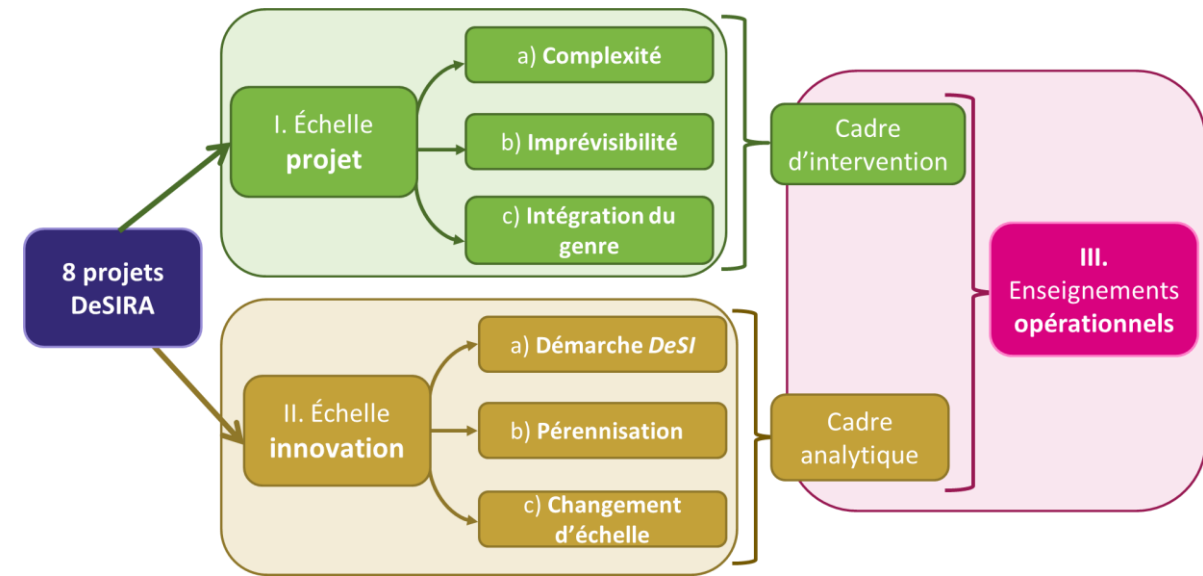 8 projets
DeSIRA
I. Échelle
projet
a) Complexité
b) Imprévisibilité
c) Intégration du
genre
Cadre
d'intervention
II. Échelle
innovation
a) Démarche DeSI
b) Pérennisation
c) Changement
d'échelle
Cadre
analytique
III.
Enseignements
opérationnels